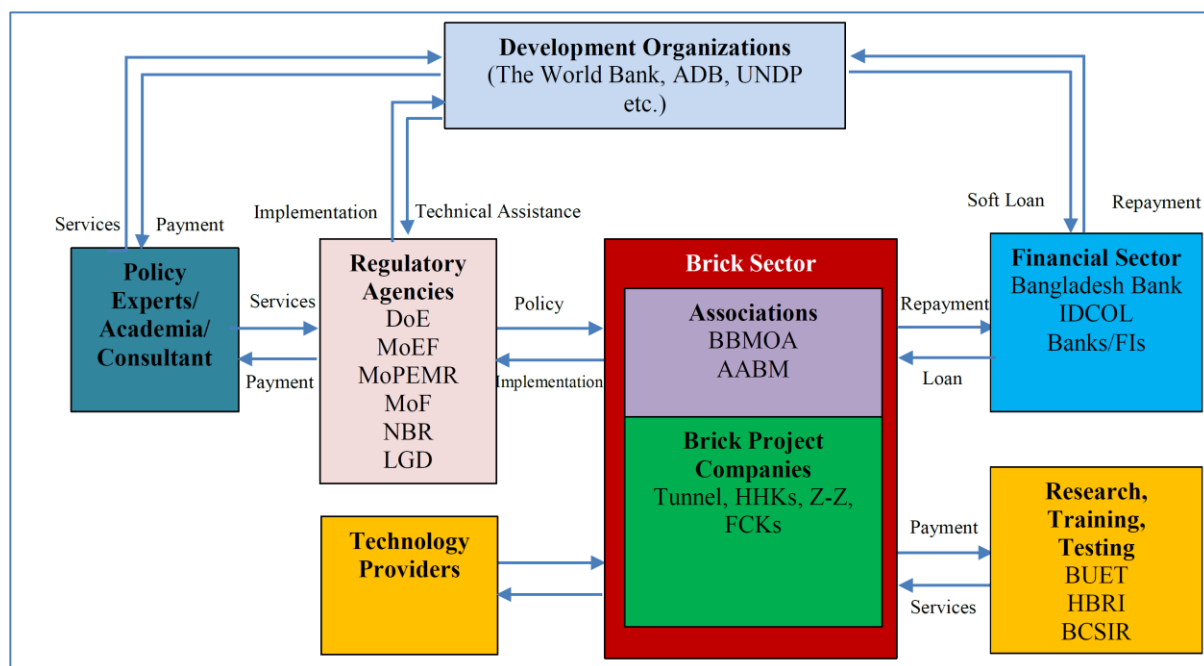 Development Organizations
(The World Bank, ADB, UNDP
etc.)
Services
Payment
Implementation
Technical Assistance
Soft Loan
Repayment
Policy
Experts/
Academia/
Consultant
Services
Payment
Regulatory
Agencies
DoE
MoEF
MoPEMR
MoF
NBR
LGD
Policy
Implementation
Brick Sector
Associations
BBMOA
AABM
Brick Project
Companies
Tunnel, HHKs, Z-Z,
FCKs
Repayment
Loan
Financial Sector
Bangladesh Bank
IDCOL
Banks/FIs
Technology
Providers
Payment
Services
Research,
Training,
Testing
BUET
HBRI
BCSIR